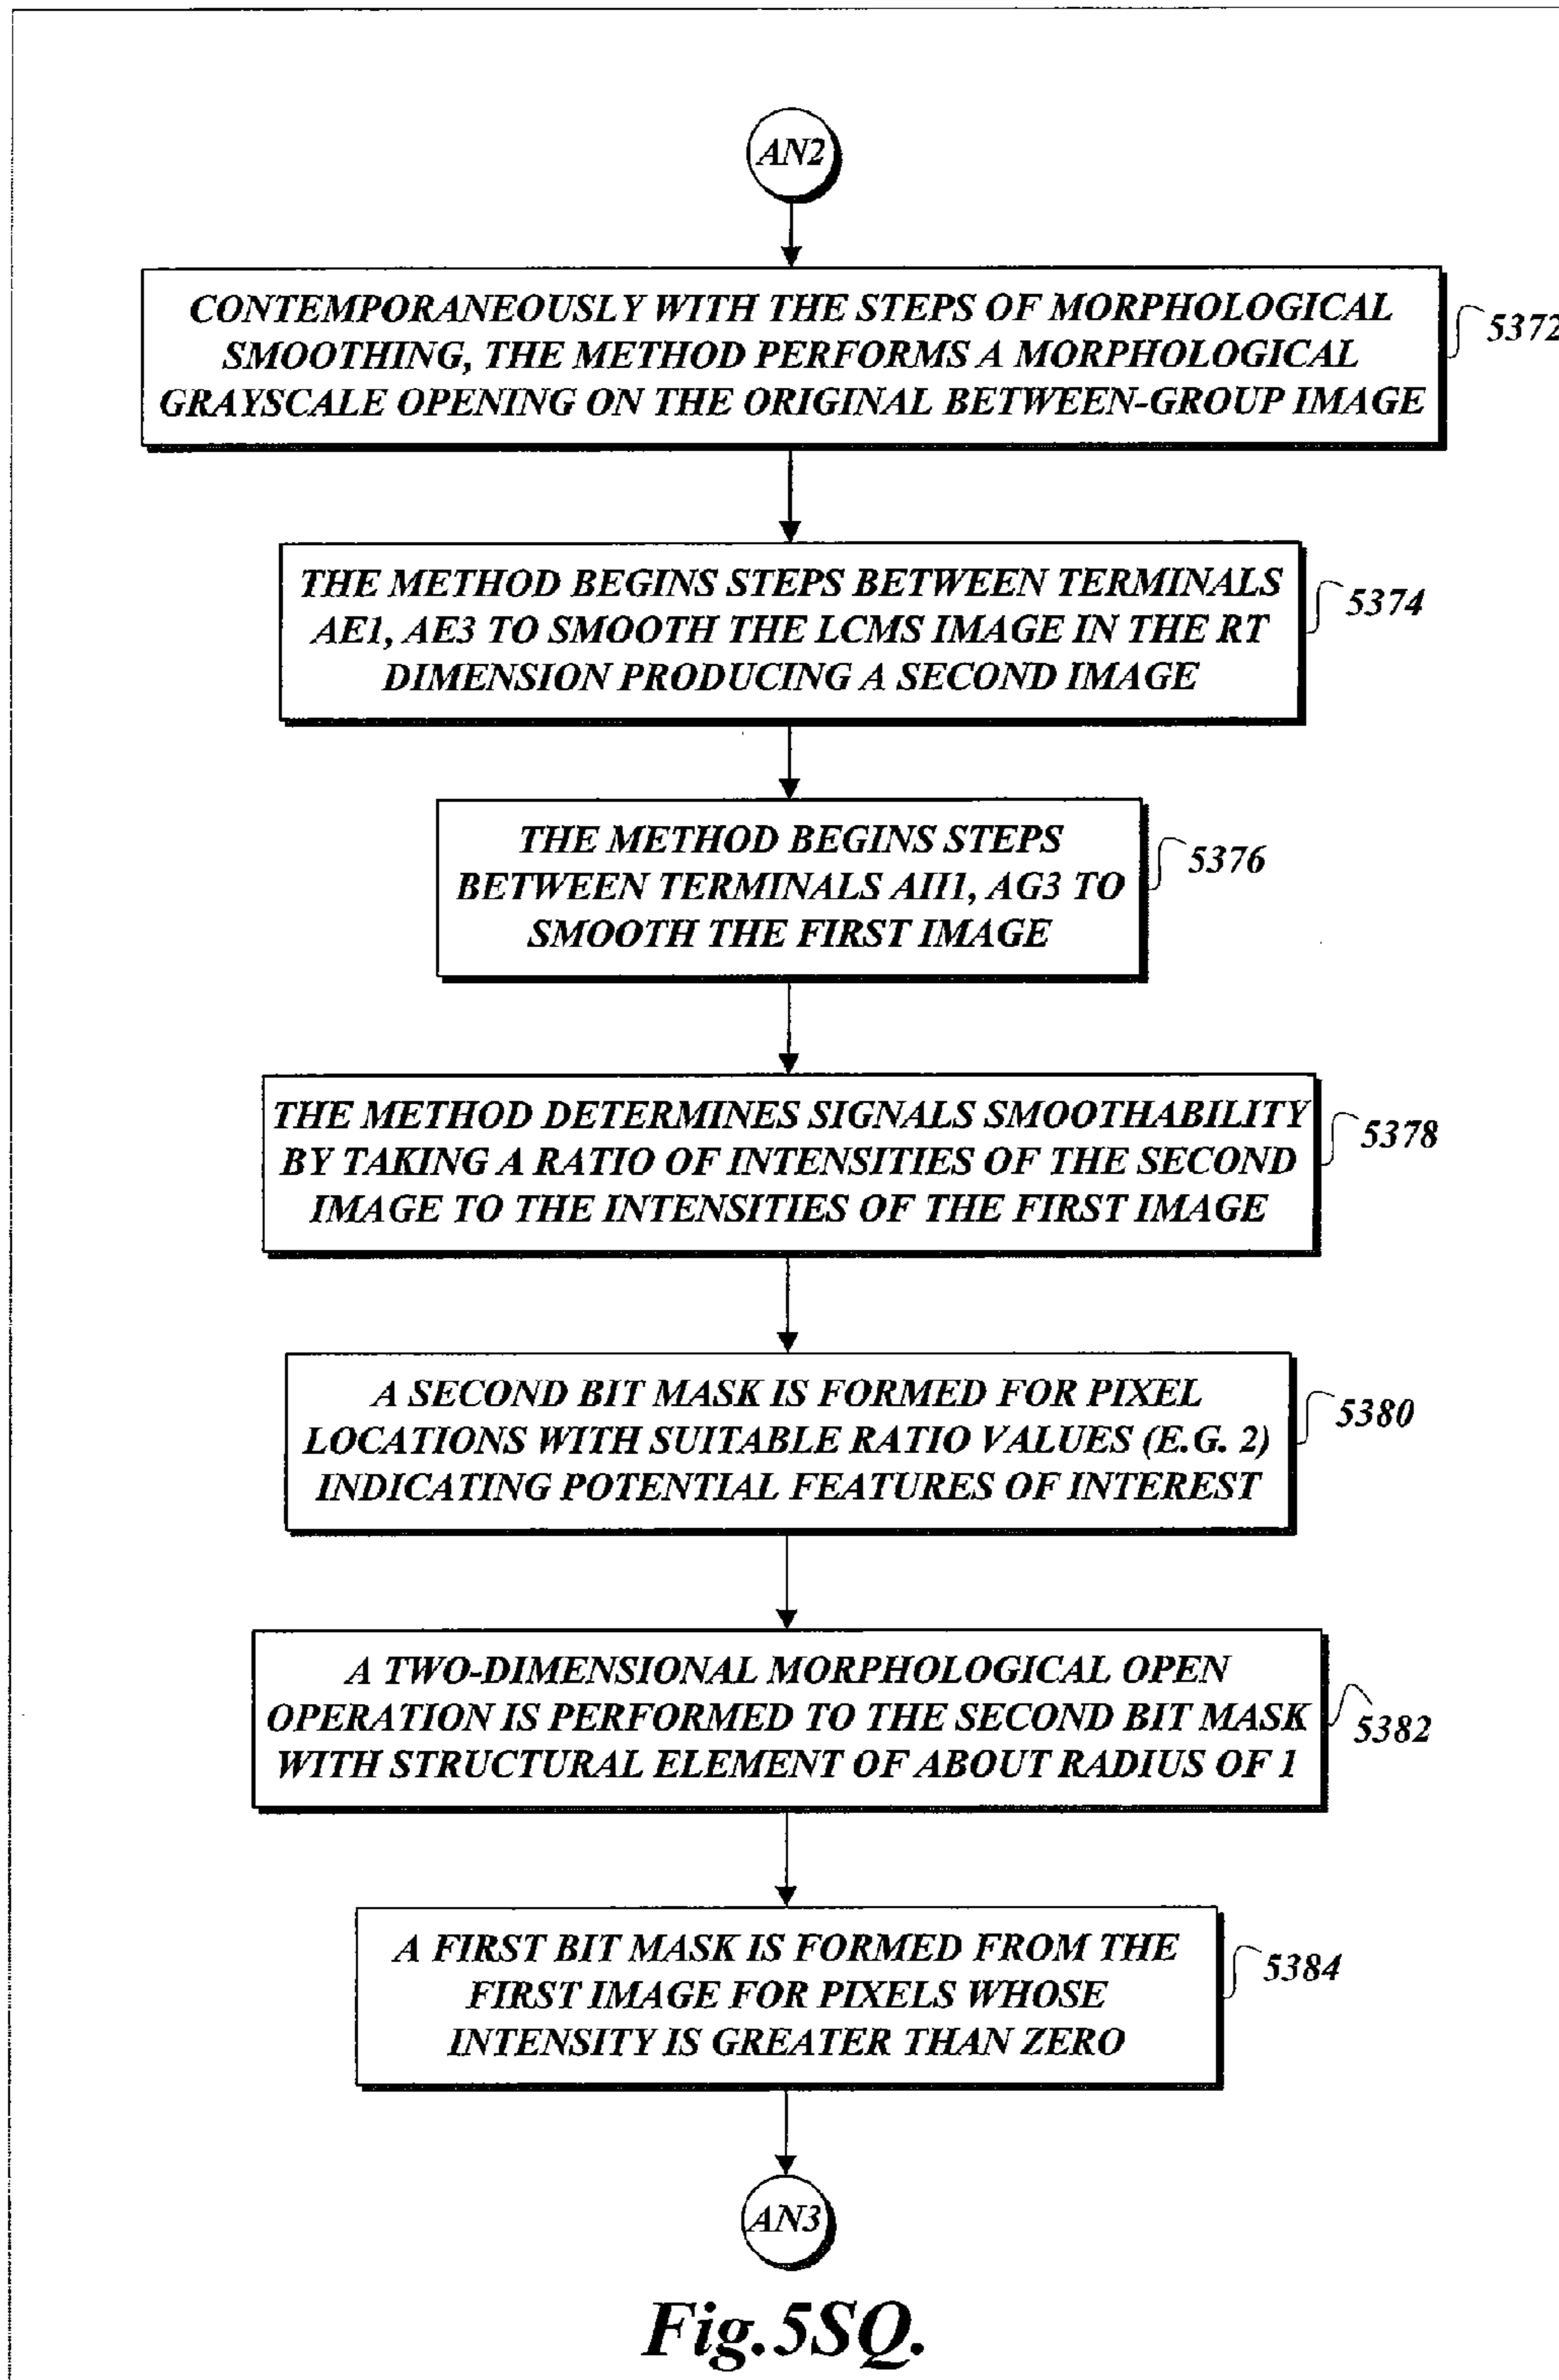 AN2
CONTEMPORANEOUSLY WITH THE STEPS OF MORPHOLOGICAL
SMOOTHING, THE METHOD PERFORMS A MORPHOLOGICAL
GRAYSCALE OPENING ON THE ORIGINAL BETWEEN-GROUP IMAGE
5372
THE METHOD BEGINS STEPS BETWEEN TERMINALS
AE1, AE3 TO SMOOTH THE LCMS IMAGE IN THE RT
DIMENSION PRODUCING A SECOND IMAGE
5374
THE METHOD BEGINS STEPS
BETWEEN TERMINALS AH1, AG3 TO
SMOOTH THE FIRST IMAGE
5376
THE METHOD DETERMINES SIGNALS SMOOTHABILITY
BY TAKING A RATIO OF INTENSITIES OF THE SECOND
IMAGE TO THE INTENSITIES OF THE FIRST IMAGE
5378
A SECOND BIT MASK IS FORMED FOR PIXEL
LOCATIONS WITH SUITABLE RATIO VALUES (E.G. 2)
INDICATING POTENTIAL FEATURES OF INTEREST
5380
A TWO-DIMENSIONAL MORPHOLOGICAL OPEN
OPERATION IS PERFORMED TO THE SECOND BIT MASK
WITH STRUCTURAL ELEMENT OF ABOUT RADIUS OF 1
5382
A FIRST BIT MASK IS FORMED FROM THE
FIRST IMAGE FOR PIXELS WHOSE
INTENSITY IS GREATER THAN ZERO
5384
AN3
Fig.5SQ.